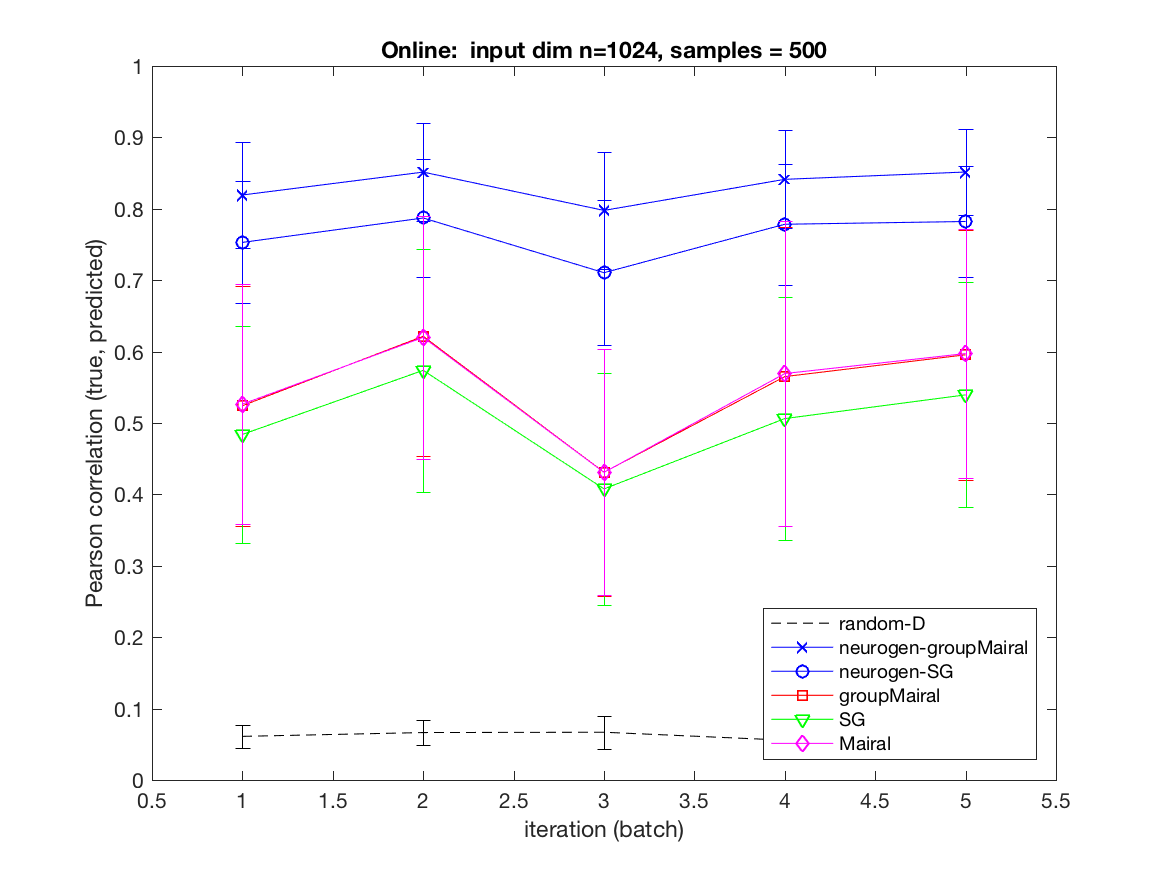 Online:  input dim n=1024, samples = 500
Pearson correlation (true, predicted)
1
0.9
0.8
0.7
0.6
0.5
0.4
0.3
0.2
0.1
0
random-D
neurogen-groupMairal
neurogen-SG
groupMairal
SG
Mairal
0.5 1 1.5 2 2.5 3 3.5 4 4.5 5 5.5
iteration (batch)